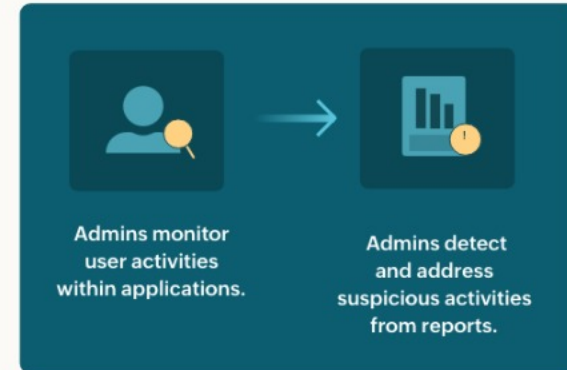 Admins monitor
user activities
within applications.
!
Admins detect
and address
suspicious activities
from reports.